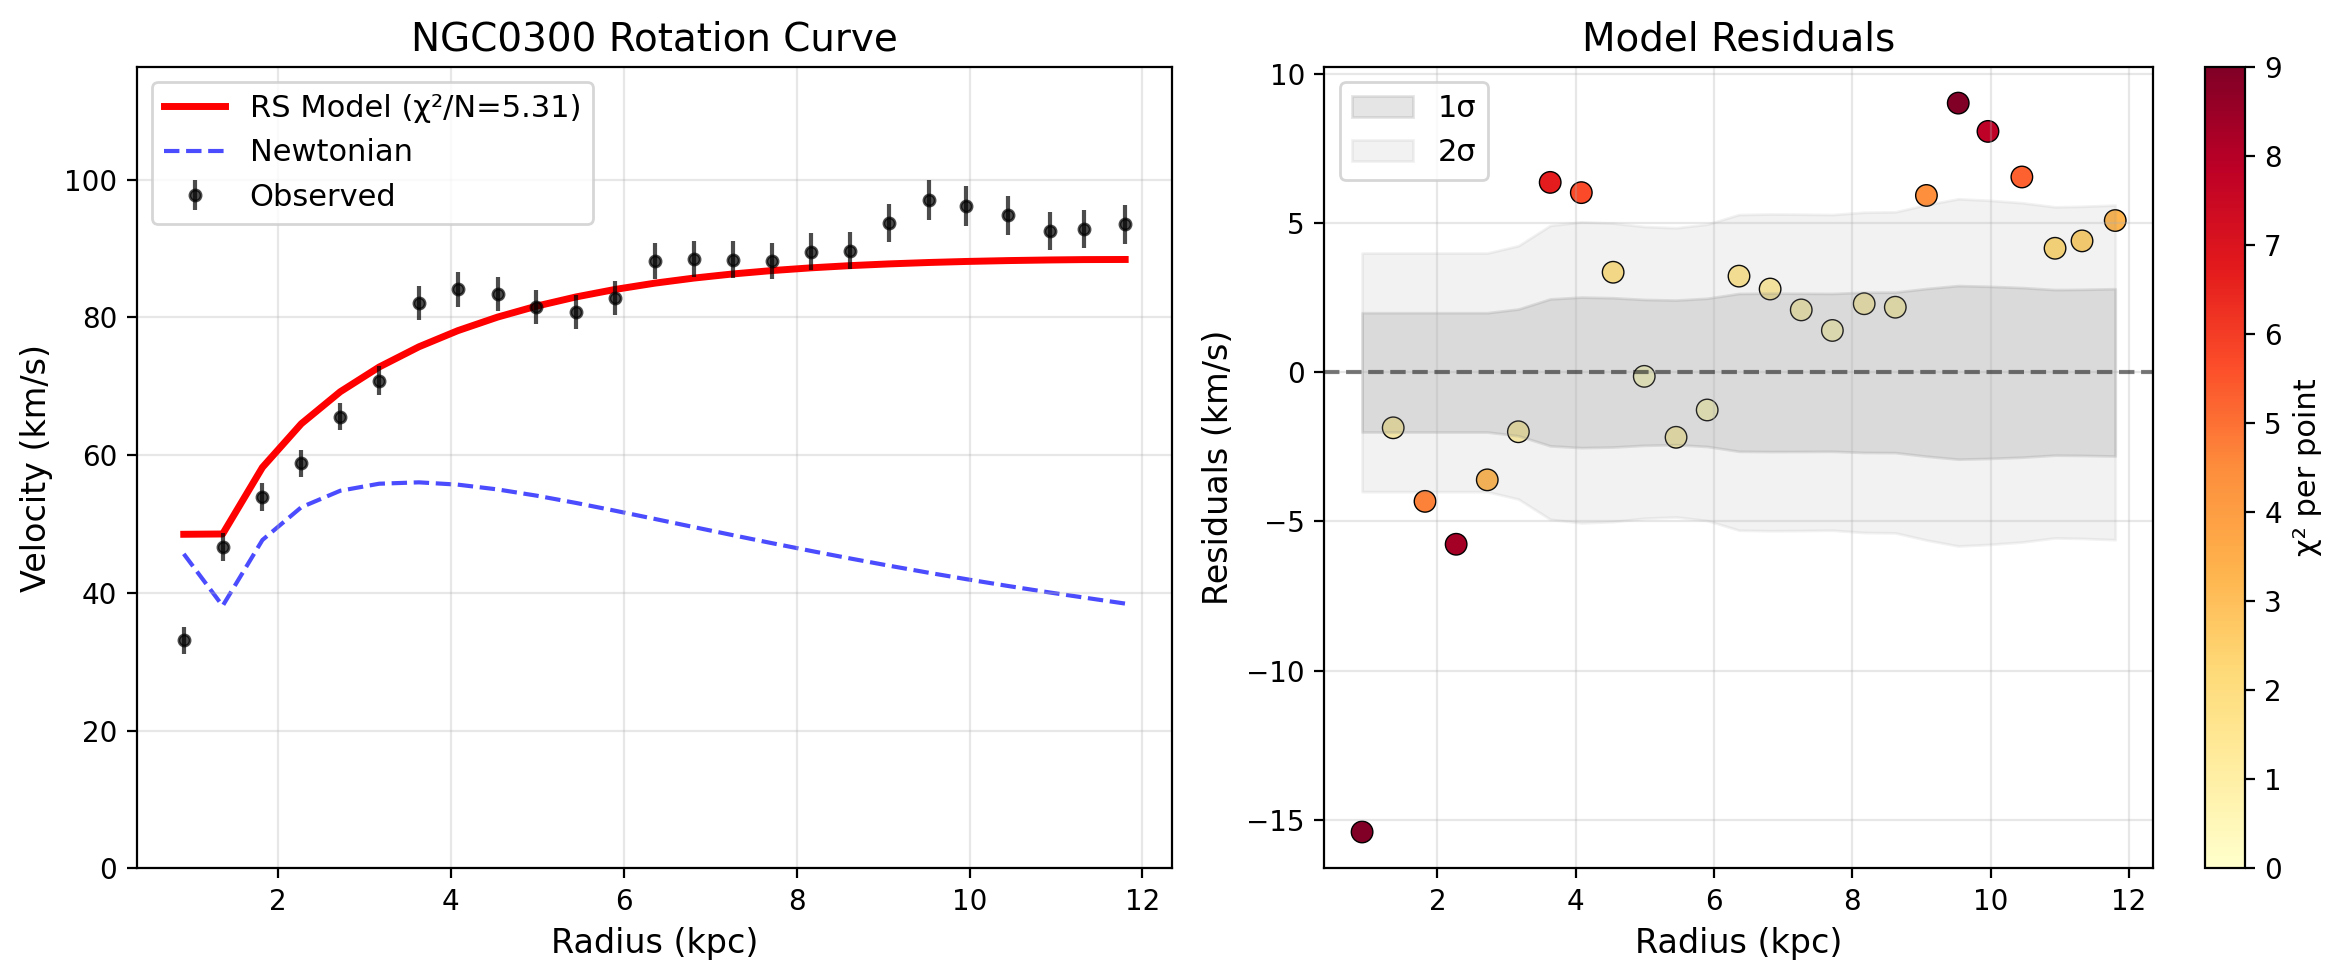 NGC0300 Rotation Curve
RS Model (χ²/N=5.31)
Newtonian
Observed
100
80
60
40
20
0
2
4
6
8
10
12
Velocity (km/s)
Radius (kpc)
Model Residuals
1σ
2σ
10
5
0
−5
−10
−15
2
4
6
8
10
12
Residuals (km/s)
Radius (kpc)
9
8
7
6
5
4
3
2
1
0
χ² per point